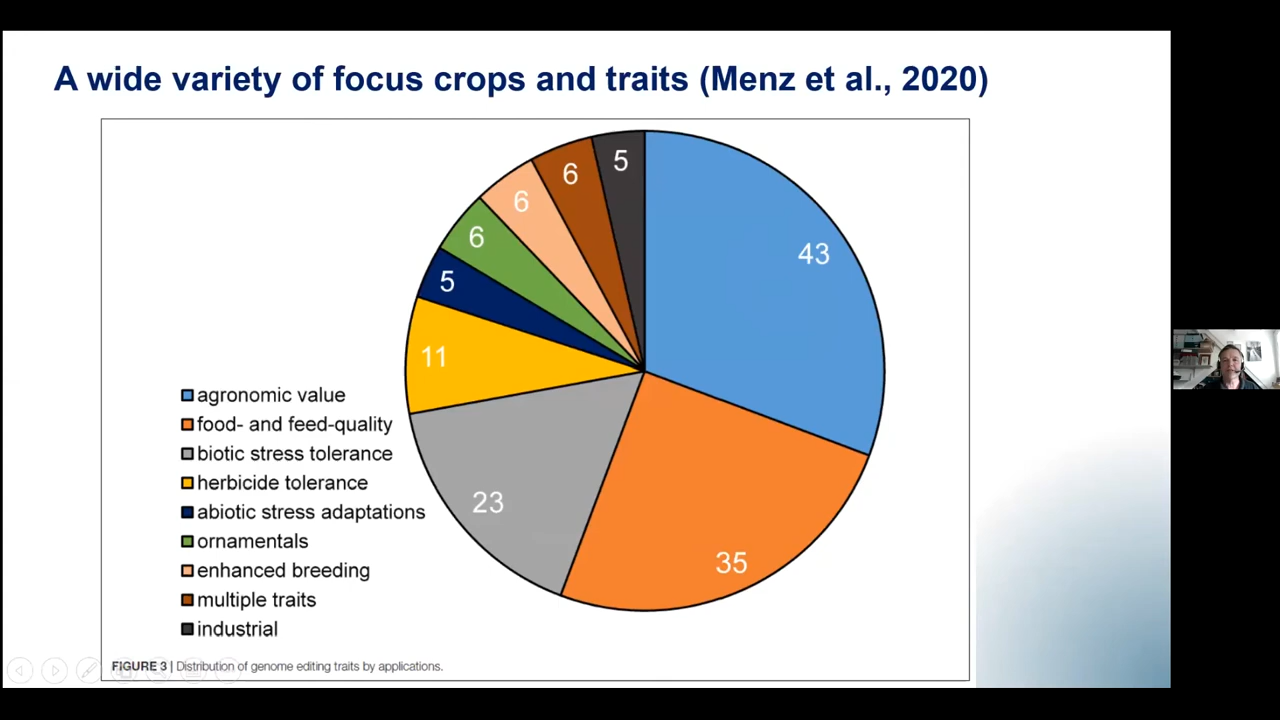 A wide variety of focus crops and traits (Menz et al., 2020)
5
6
6
6
5
11
23
35
43
agronomic value
food- and feed-quality
biotic stress tolerance
herbicide tolerance
abiotic stress adaptations
ornamentals
enhanced breeding
multiple traits
industrial
FIGURE 3 | Distribution of genome editing traits by applications.